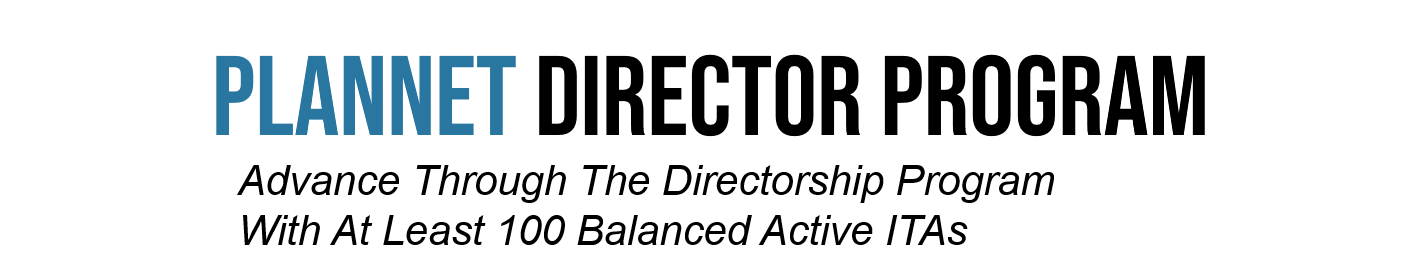 PLANNET DIRECTOR PROGRAM
Advance Through The Directorship Program
With At Least 100 Balanced Active ITAs